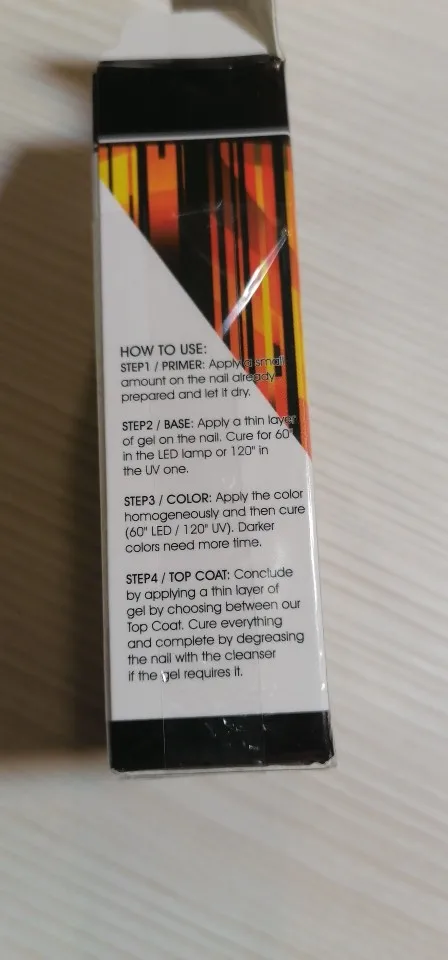 HOW TO USE:
STEP1 / PRIMER: Apply a small
amount on the nail already
prepared and let it dry.
STEP2 / BASE: Apply a thin layer
of gel on the nail. Cure for 60"
in the LED lamp or 120" in
the UV one.
STEP3 / COLOR: Apply the color
homogeneously and then cure
(60" LED / 120" UV). Darker
colors need more time.
STEP4 / TOP COAT: Conclude
by applying a thin layer of
gel by choosing between our
Top Coat. Cure everything
and complete by degreasing
the nail with the cleanser
if the gel requires it.